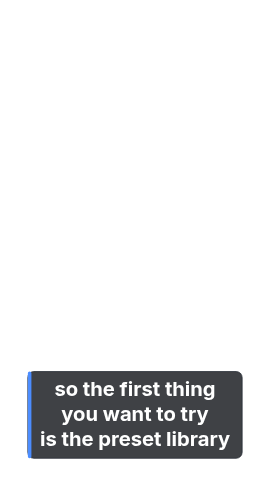 so the first thing
you want to try
is the preset library